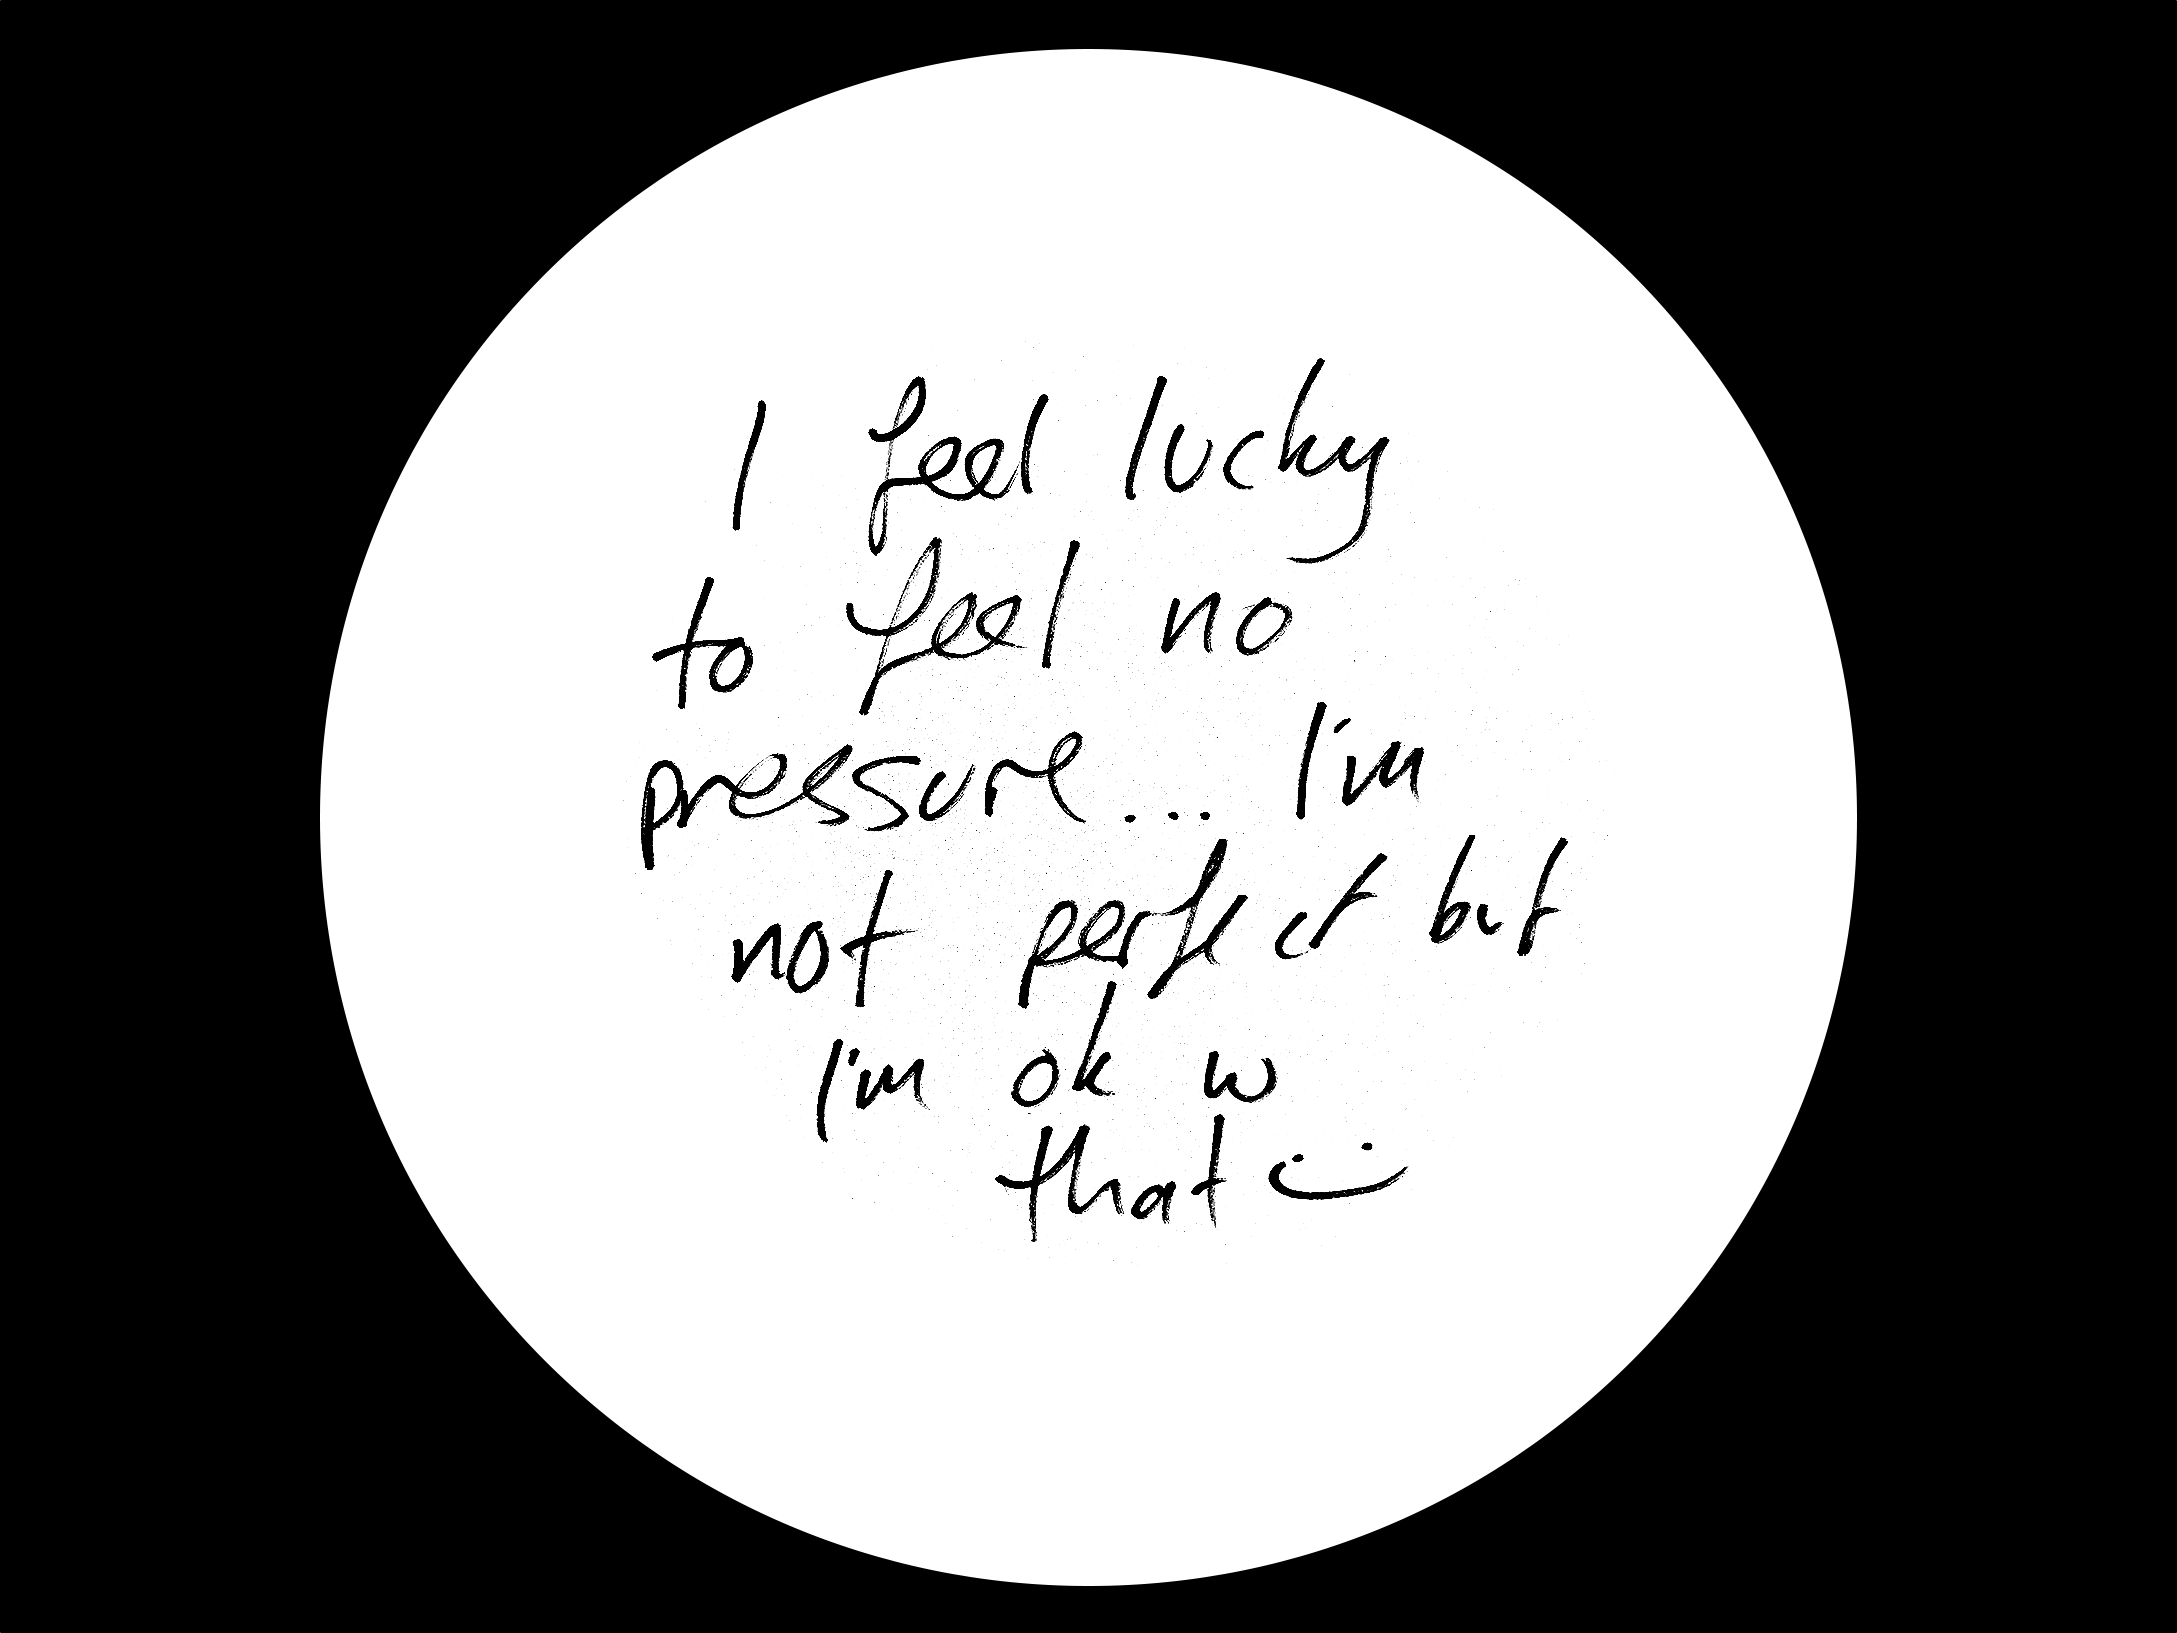 I feel lucky
to feel no
pressure... I'm
not perfect but
I'm ok w
that :)